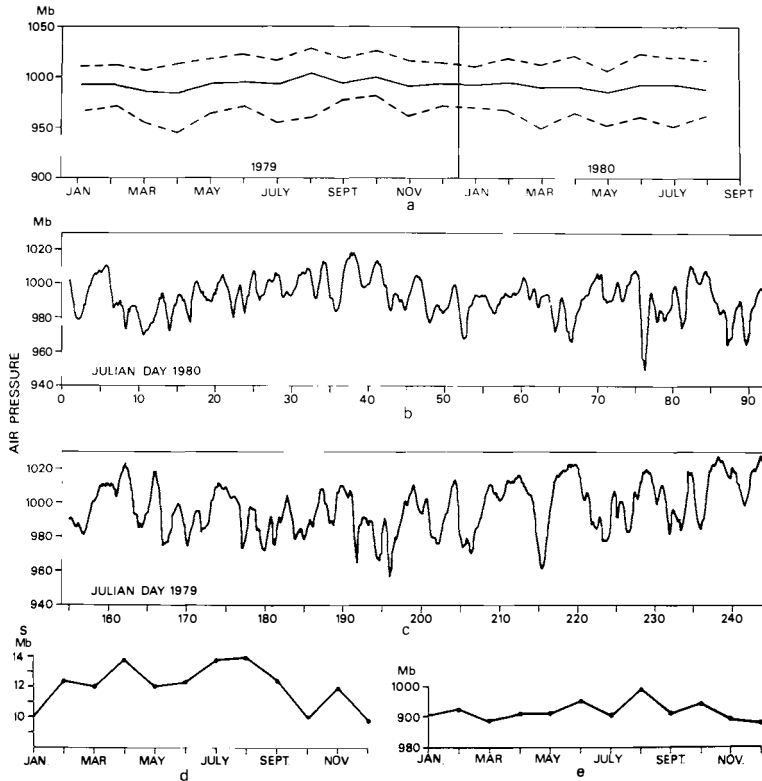 Mb
1050
1000
950
900
1979
1980
JAN MAR MAY JULY SEPT NOV JAN MAR MAY JULY SEPT
a
Mb
1020
1000
980
960
940
JULIAN DAY 1980
0 10 20 30 40 50 60 70 80 90
b
AIR PRESSURE
1020
1000
980
960
940
JULIAN DAY 1979
160 170 180 190 200 210 220 230 240
c
S
Mb
14
12
10
JAN. MAR MAY JULY SEPT. NOV.
d
Mb
1000
990
980
JAN. MAR. MAY JULY SEPT. NOV.
e